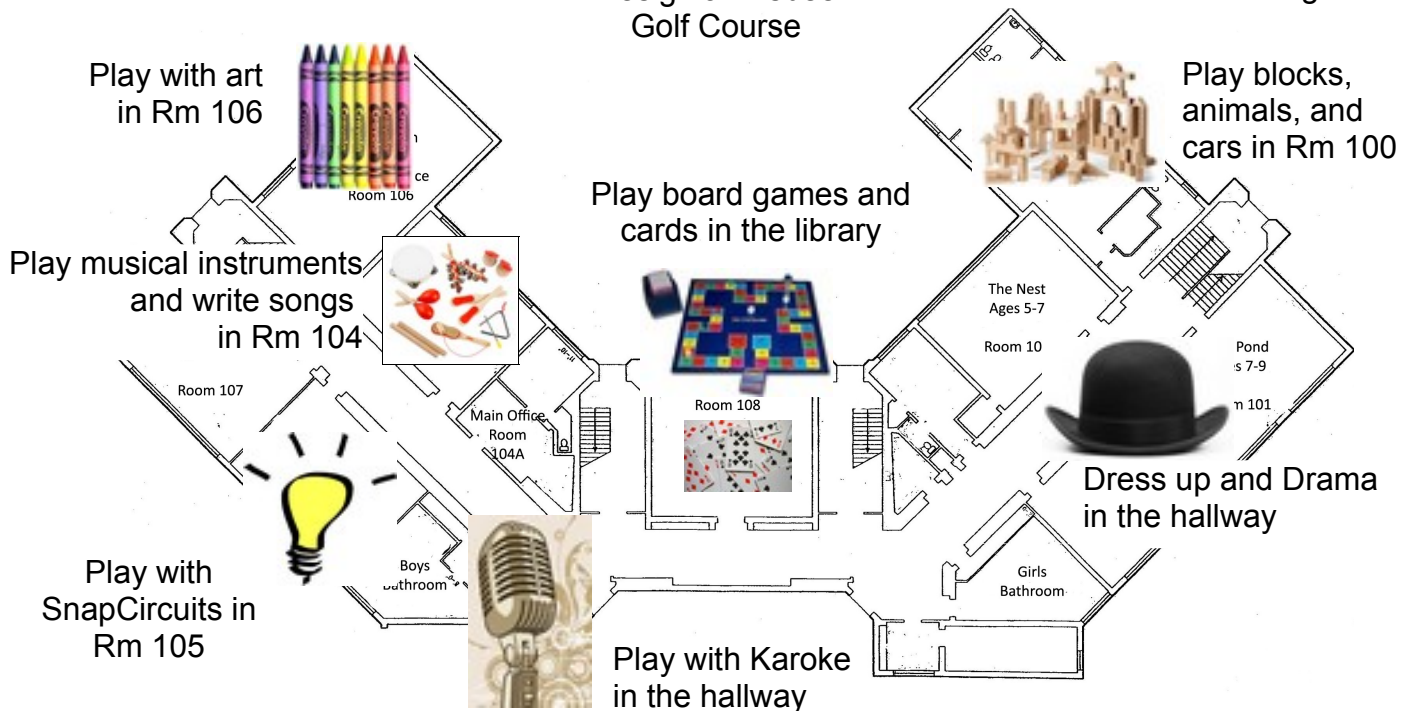 Golf Course
Play with art
in Rm 106
Play blocks,
animals, and
cars in Rm 100
Room 106
Play board games and
cards in the library
Play musical instruments
and write songs
in Rm 104
The Nest
Ages 5-7
Room 10
Pond
s 7-9
m 101
Room 107
Main Office
Room
104A
Room 108
Dress up and Drama
in the hallway
Play with
SnapCircuits in
Rm 105
Boys
Bathroom
Girls
Bathroom
Play with Karoke
in the hallway